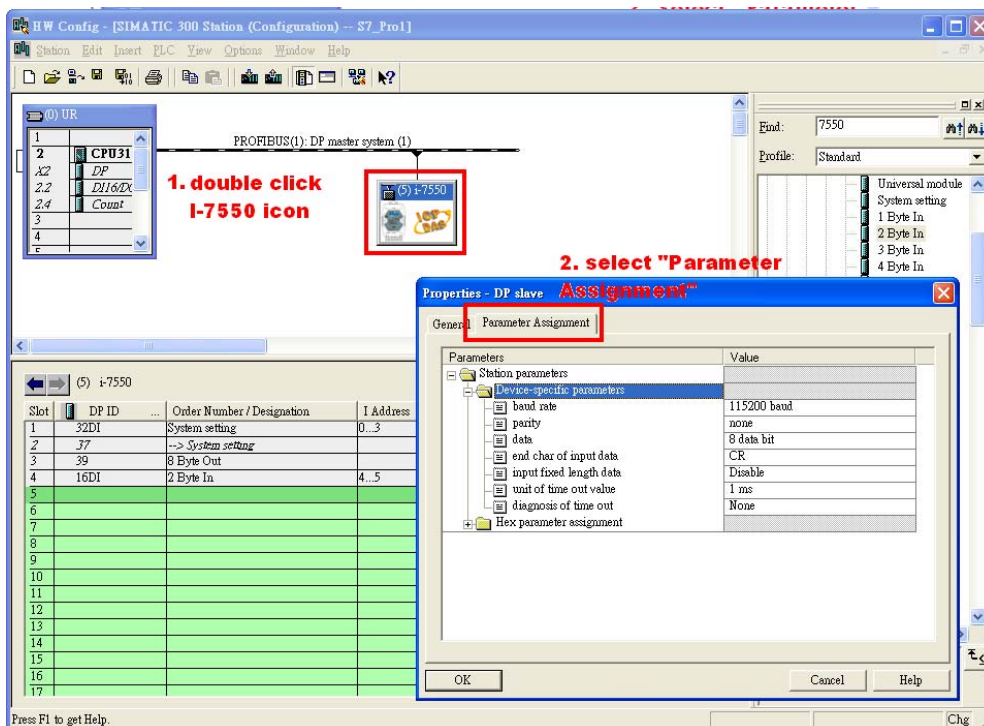 HW Config - [SIMATIC 300 Station (Configuration) -- S7_Pro1]
Station Edit Insert PLC View Options Window Help
(0) UR
1
2 CPU31
X2 DP
2.2 DI16/DO
2.4 Count
3
4
PROFIBUS(1): DP master system (1)
(5) i-7550
ICP
DAS
1. double click
I-7550 icon
Find: 7550
Profile: Standard
Universal module
System setting
1 Byte In
2 Byte In
3 Byte In
4 Byte In
2. select "Parameter
Assignment"
Properties - DP slave
General Parameter Assignment
Parameters Value
Station parameters
Device-specific parameters
baud rate 115200 baud
parity none
data 8 data bit
end char of input data CR
input fixed length data Disable
unit of time out value 1 ms
diagnosis of time out None
Hex parameter assignment
OK Cancel Help
(5) i-7550
Slot DP ID ... Order Number / Designation I Address
1 32DI System setting 0...3
2 37 --> System setting
3 39 8 Byte Out
4 16DI 2 Byte In 4...5
5
6
7
8
9
10
11
12
13
14
15
16
17
Press F1 to get Help. Chg